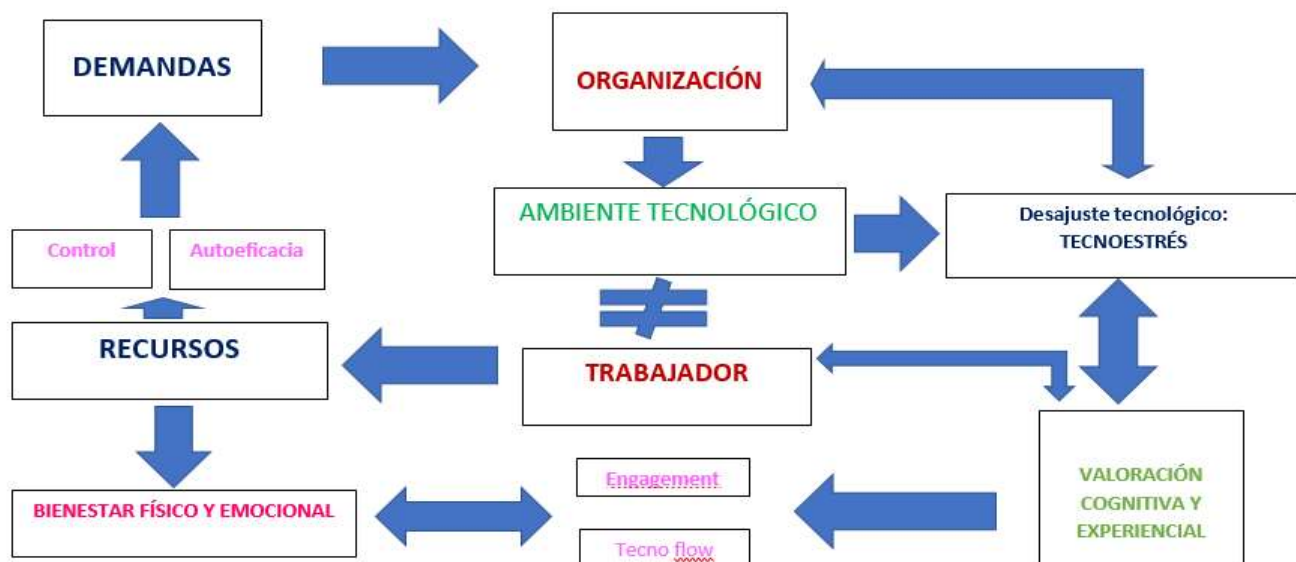 DEMANDAS
ORGANIZACIÓN
AMBIENTE TECNOLÓGICO
Desajuste tecnológico:
TECNOESTRÉS
Control
Autoeficacia
RECURSOS
TRABAJADOR
BIENESTAR FÍSICO Y EMOCIONAL
Engagement
Tecno flow
VALORACIÓN
COGNITIVA Y
EXPERIENCIAL